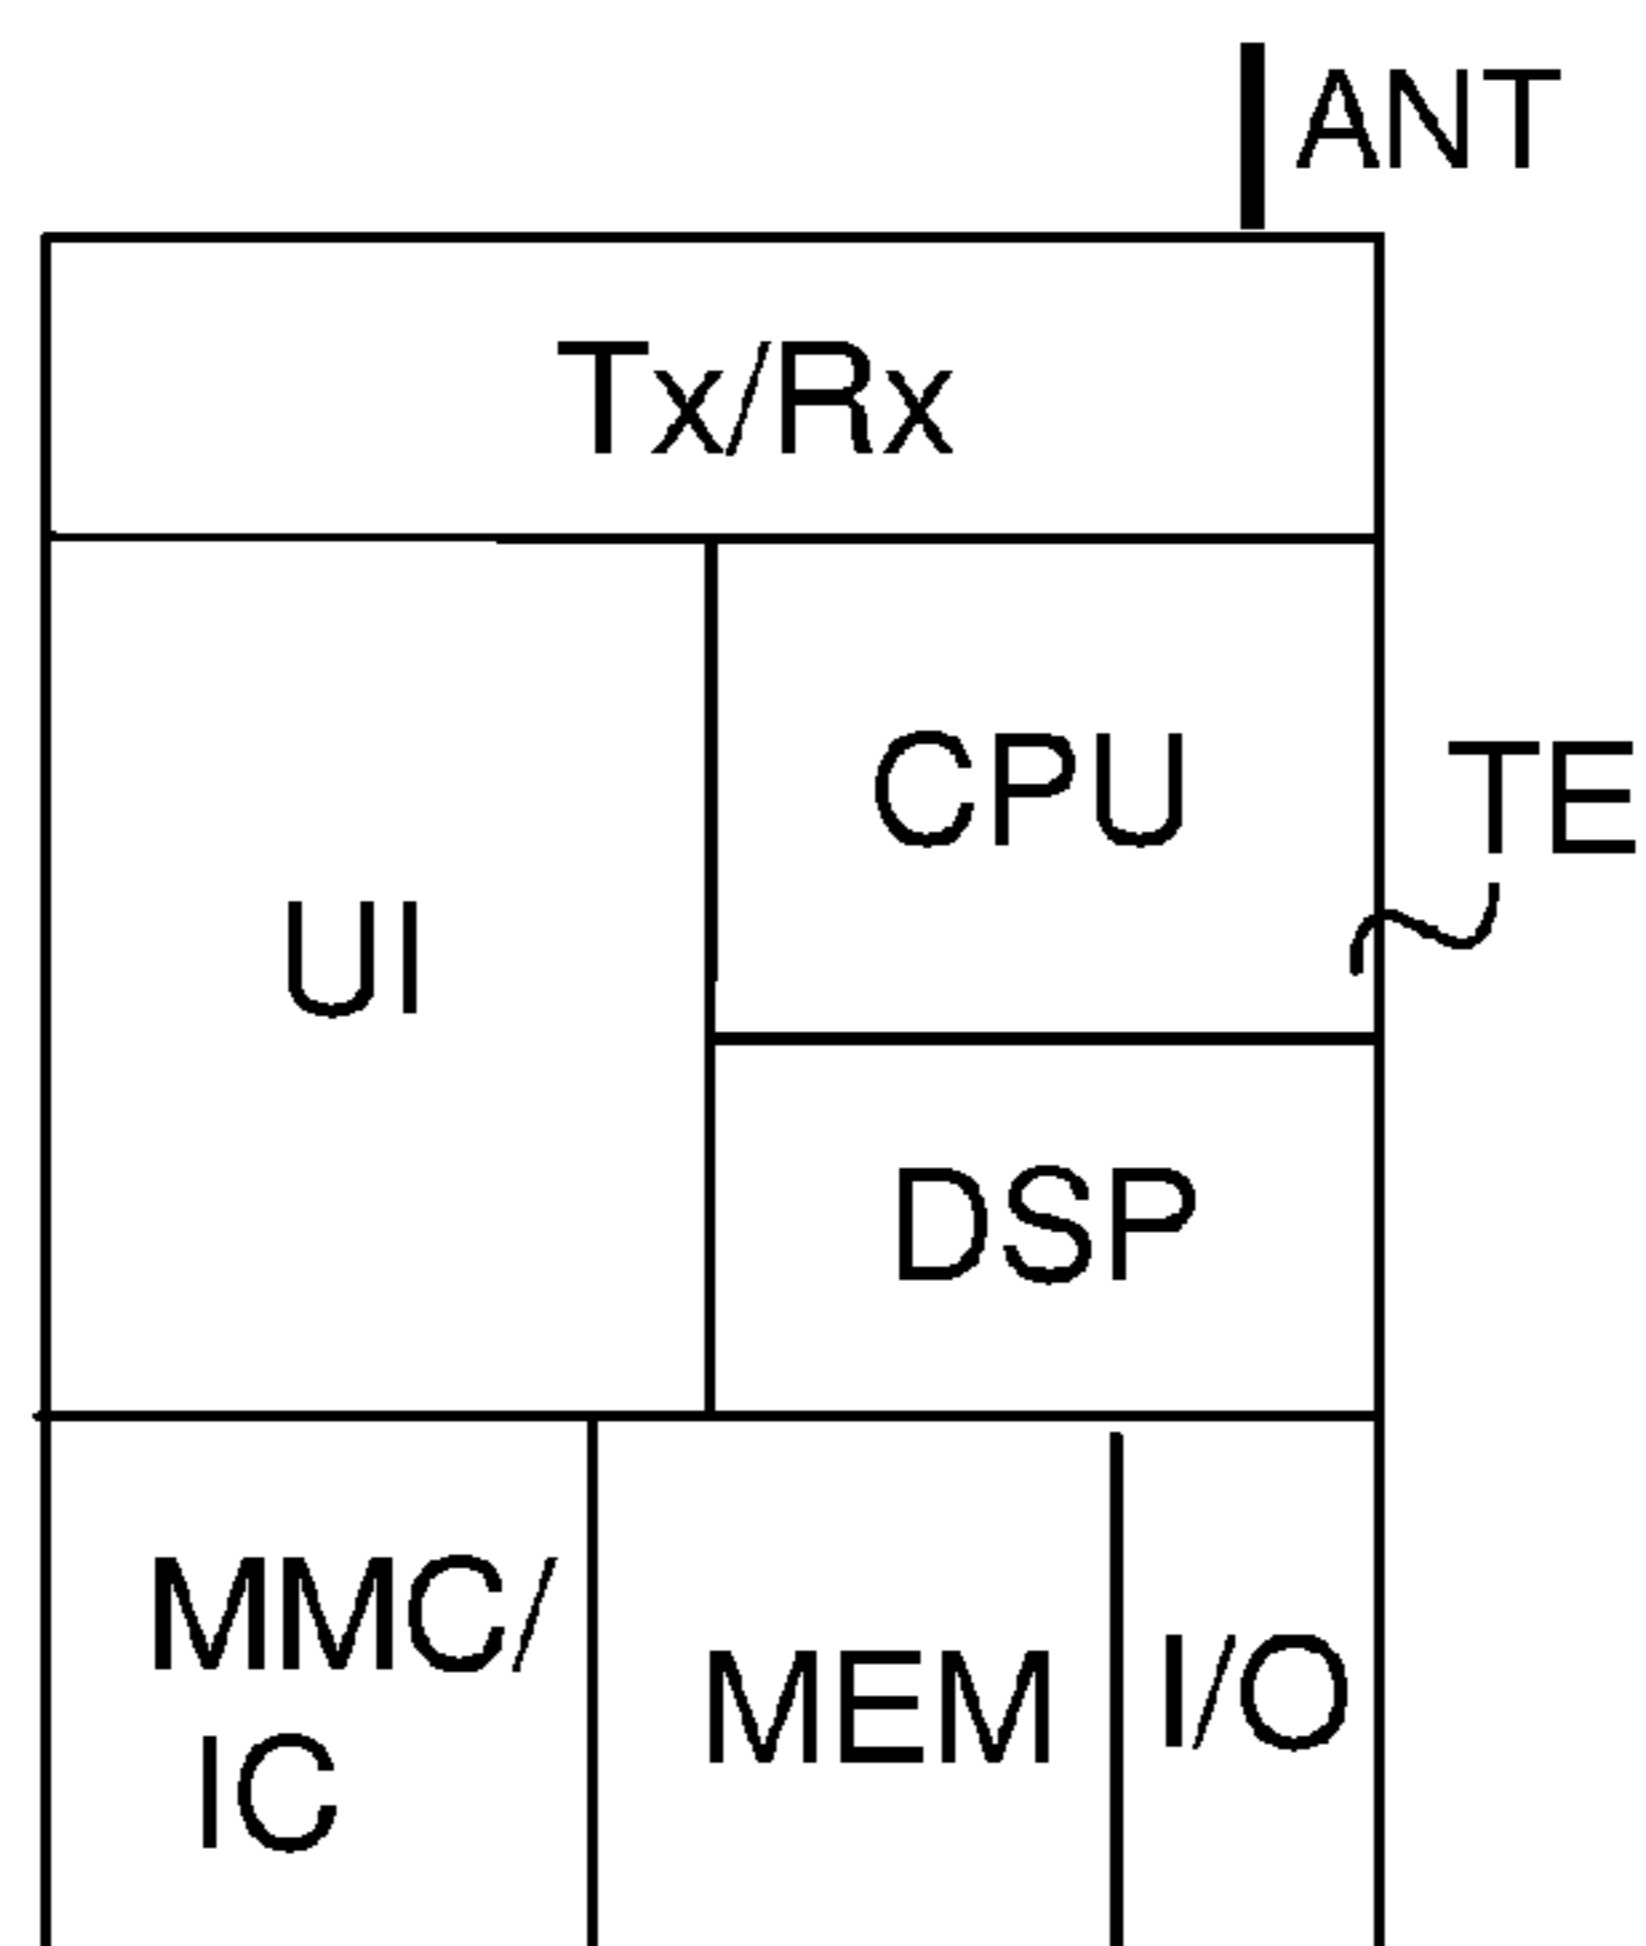 ANT
Tx/Rx
CPU
TE
UI
DSP
MMC/
IC
MEM
I/O